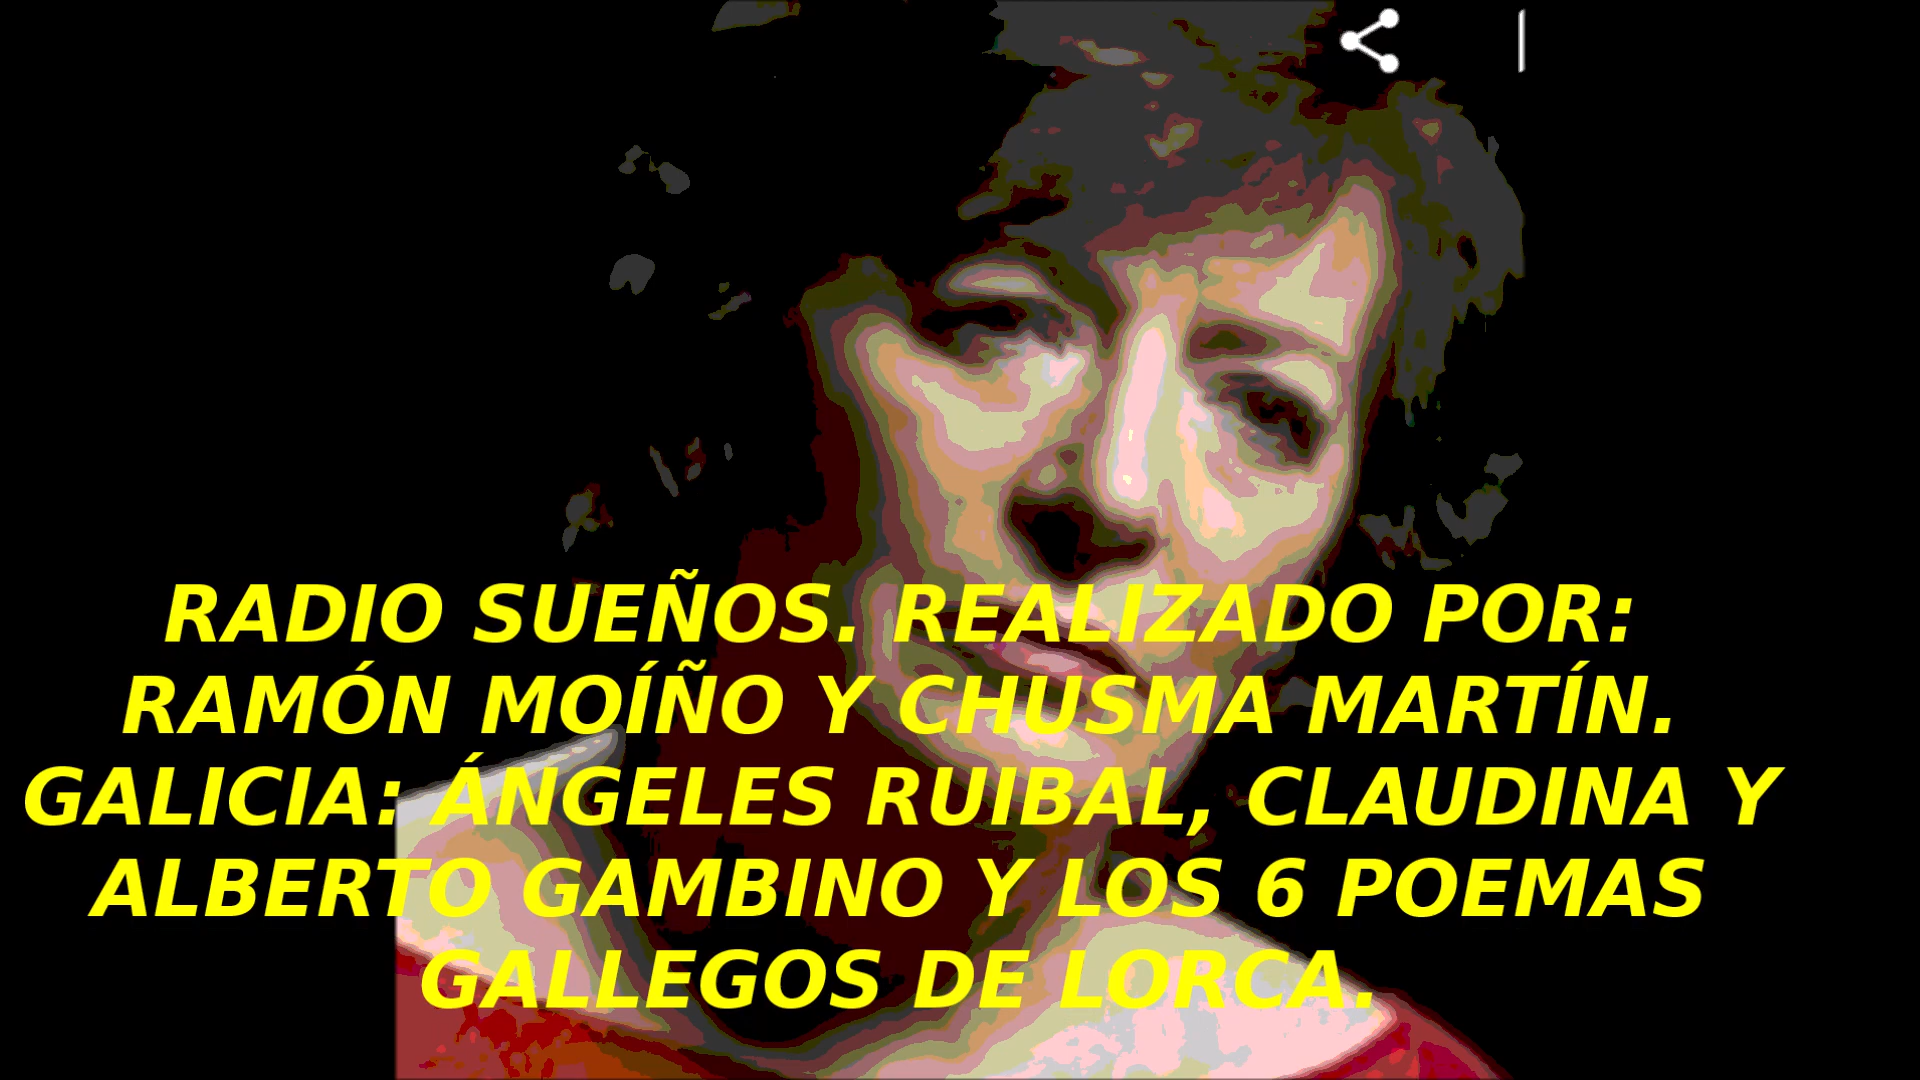 RADIO SUEÑOS. REALIZADO POR:
RAMÓN MOÍÑO Y CHUSMA MARTÍN.
GALICIA: ÁNGELES RUIBAL, CLAUDINA Y
ALBERTO GAMBINO Y LOS 6 POEMAS
GALLEGOS DE LORCA.